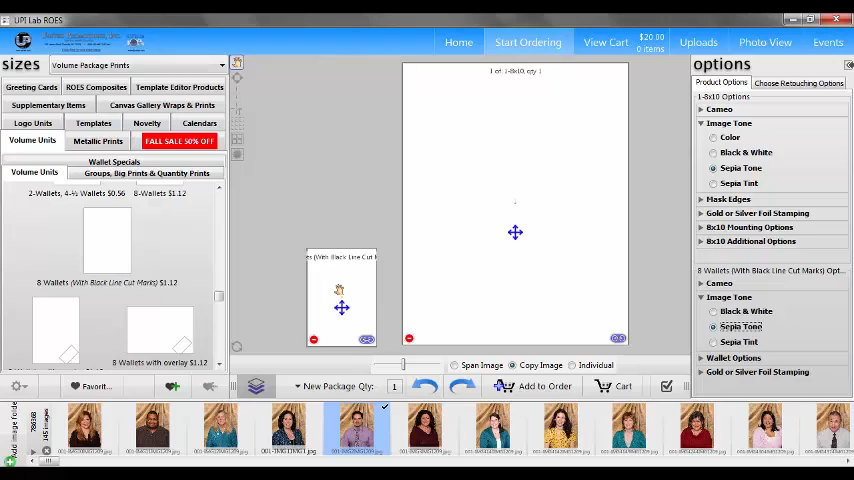 UPI Lab ROES
Home
Start Ordering
View Cart
$20.00
0 items
Uploads
Photo View
Events
sizes
Volume Package Prints
Greeting Cards
ROES Composites
Template Editor Products
Supplementary Items
Canvas Gallery Wraps & Prints
Logo Units
Templates
Novelty
Calendars
Volume Units
Metallic Prints
FALL SALE 50% OFF
Wallet Specials
Volume Units
Groups, Big Prints & Quantity Prints
2-Wallets, 4-½ Wallets $0.56
8-Wallets $1.12
8 Wallets (With Black Line Cut Marks) $1.12
8 Wallets with overlay $1.12
1 of: 1-8x10, qty 1
ts (With Black Line Cut M
Span Image
Copy Image
Individual
Favorit...
New Package Qty:
1
Add to Order
Cart
options
Product Options
Choose Retouching Options
1-8x10 Options
Cameo
Image Tone
Color
Black & White
Sepia Tone
Sepia Tint
Mask Edges
Gold or Silver Foil Stamping
8x10 Mounting Options
8x10 Additional Options
8 Wallets (With Black Line Cut Marks) Opt...
Cameo
Image Tone
Black & White
Sepia Tone
Sepia Tint
Wallet Options
Gold or Silver Foil Stamping
Add image folde
786568
145 images